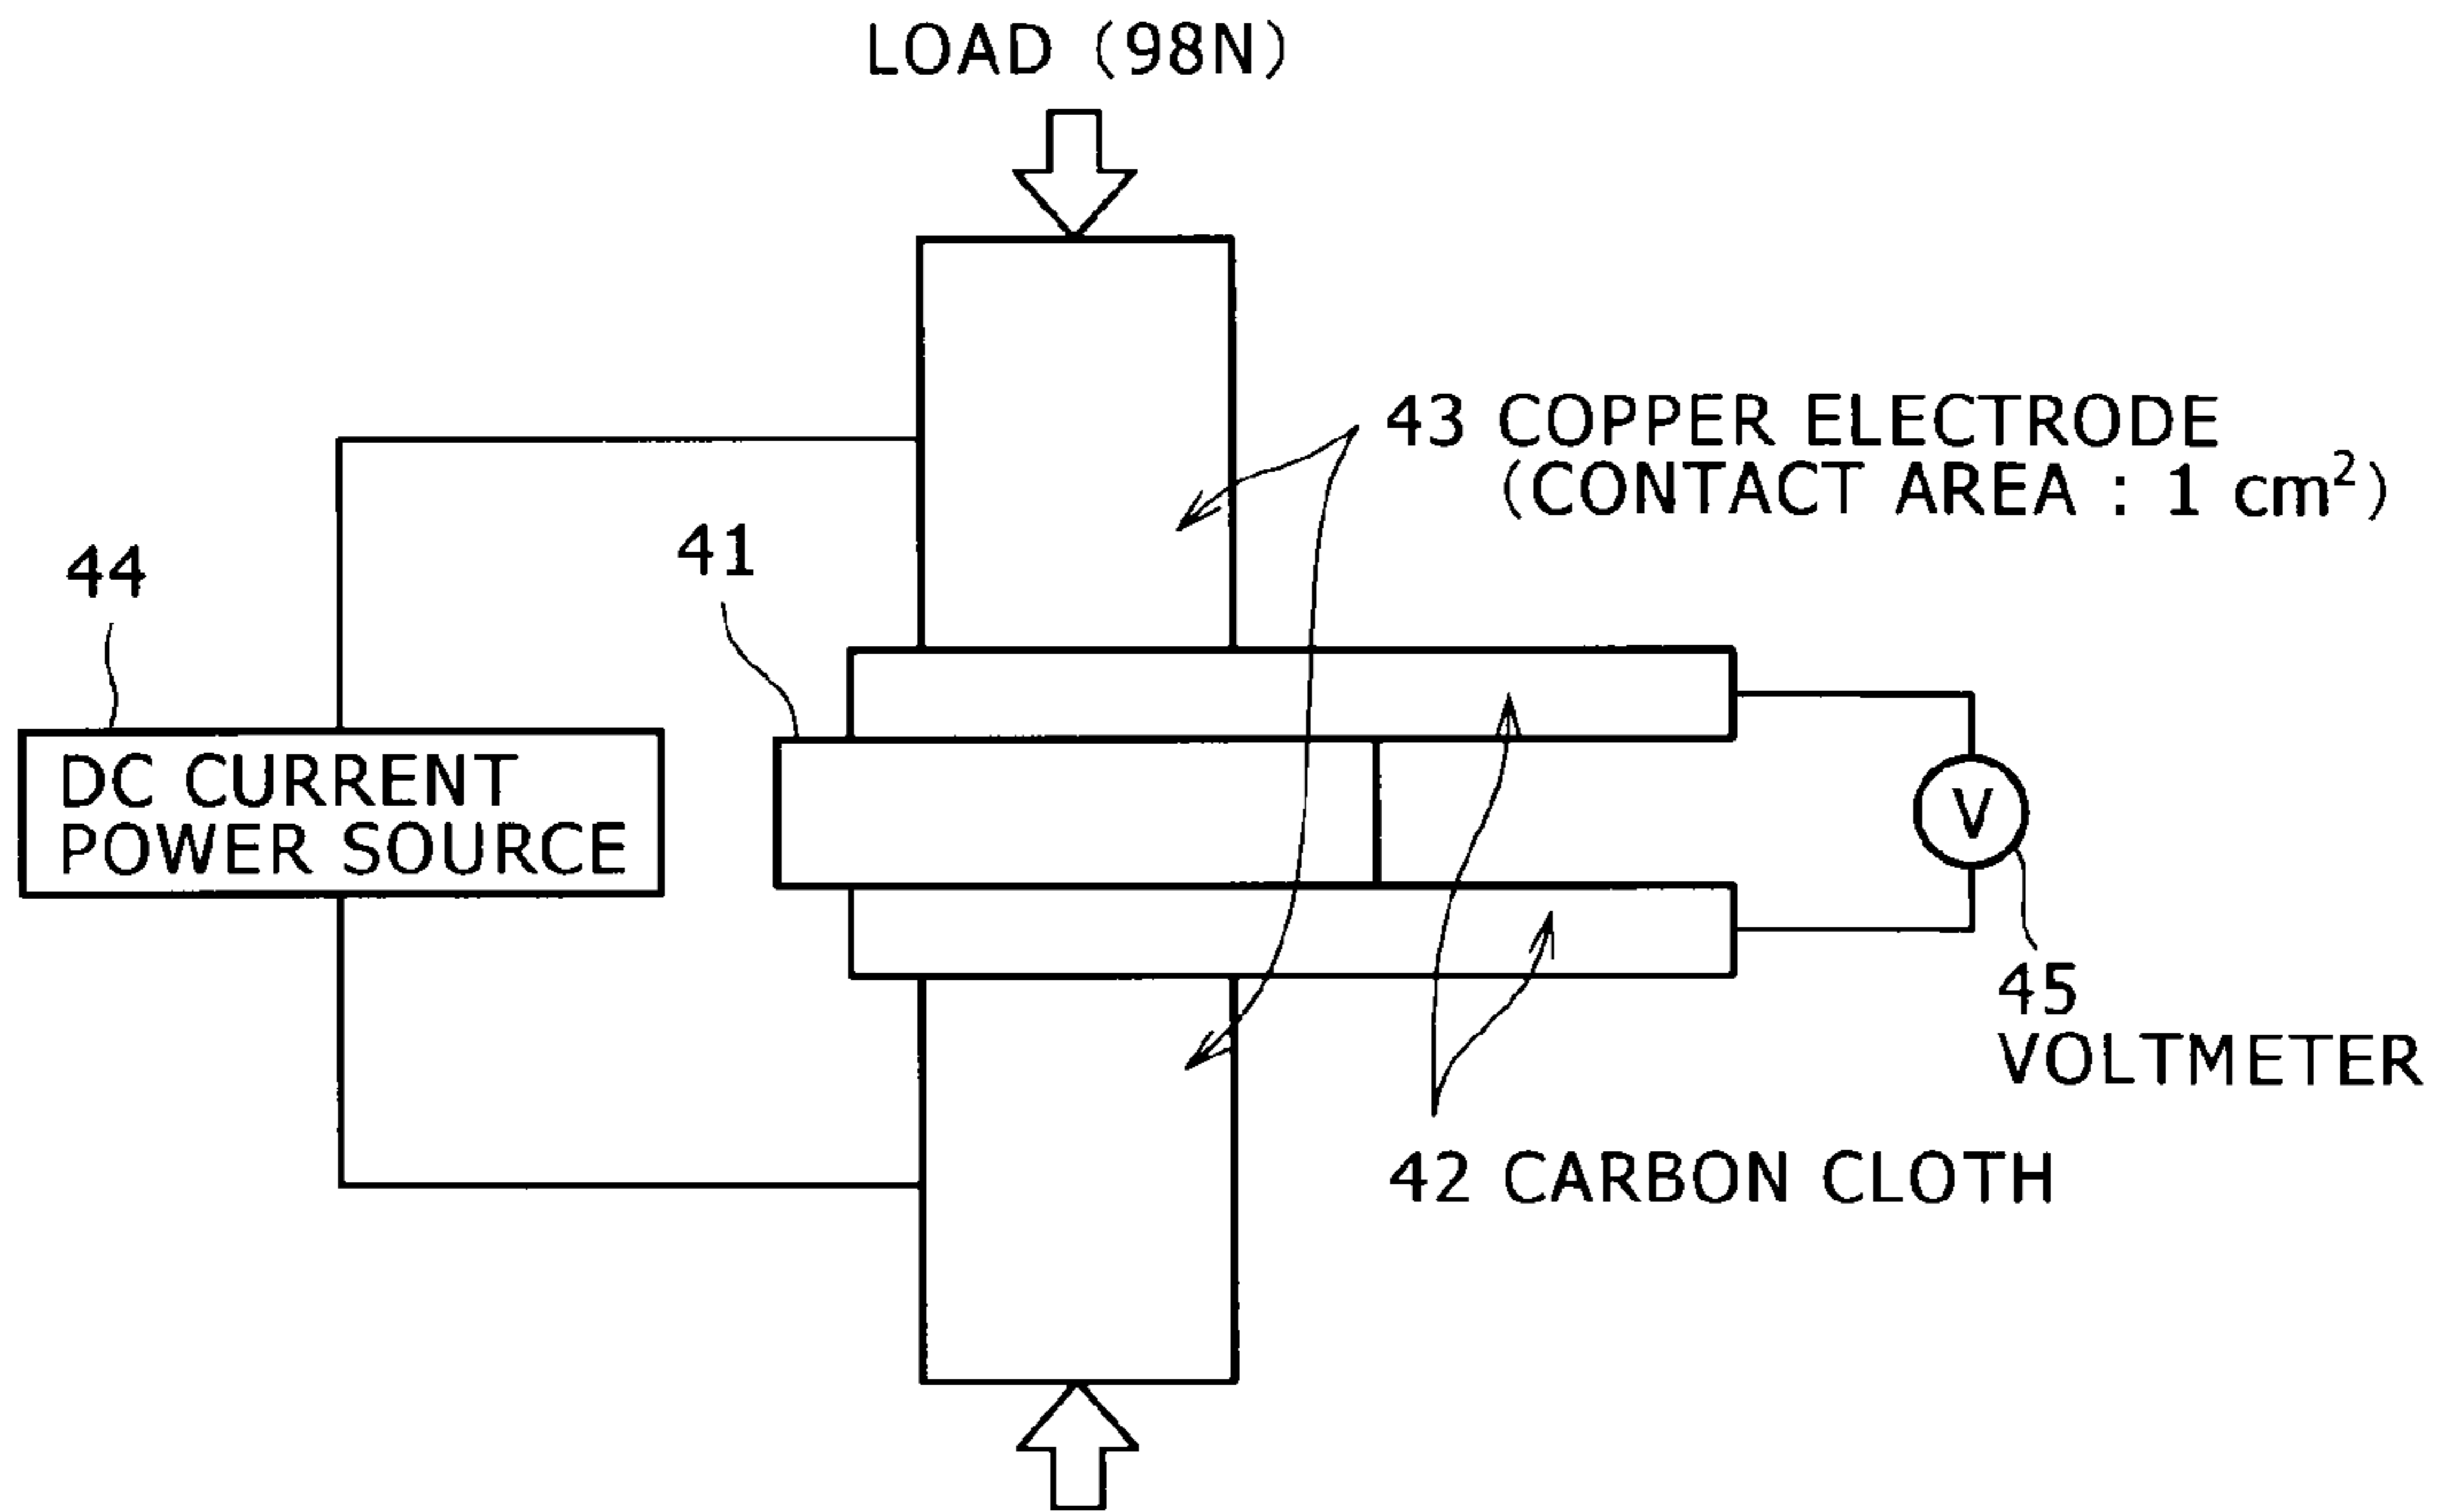 LOAD (98N)
43 COPPER ELECTRODE
(CONTACT AREA : 1 cm²)
44
41
DC CURRENT
POWER SOURCE
V
45
VOLTMETER
42 CARBON CLOTH